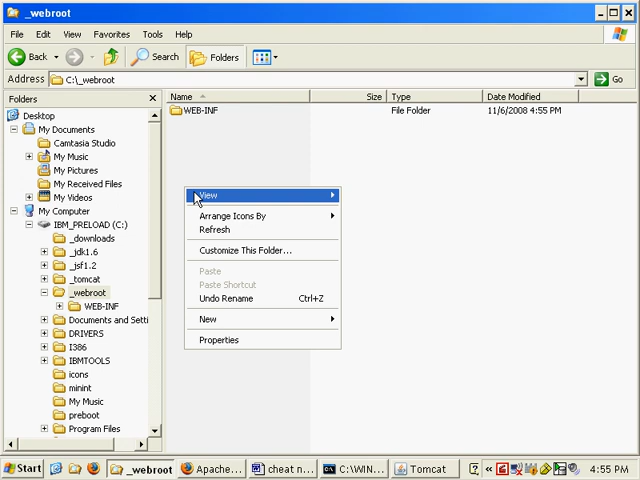 _webroot
File Edit View Favorites Tools Help
Back Search Folders
Address C:\_webroot Go
Folders
Name Size Type Date Modified
WEB-INF File Folder 11/6/2008 4:55 PM
Desktop
My Documents
Camtasia Studio
My Music
My Pictures
My Received Files
My Videos
My Computer
IBM_PRELOAD (C:)
_downloads
_jdk1.6
_jsf1.2
_tomcat
_webroot
WEB-INF
Documents and Setti
DRIVERS
I386
IBMTOOLS
icons
minint
My Music
preboot
Program Files
View
Arrange Icons By
Refresh
Customize This Folder...
Paste
Paste Shortcut
Undo Rename Ctrl+Z
New
Properties
Start _webroot Apache... cheat n... C:\WIN... Tomcat 4:55 PM